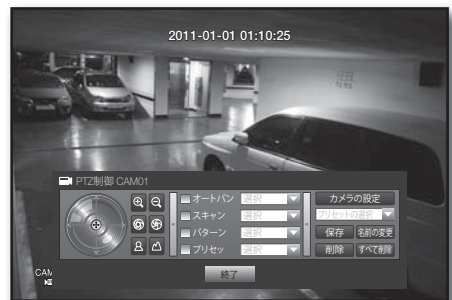 2011-01-01 01:10:25
PTZ制御 CAM01
オートパン 選択
スキャン 選択
パターン 選択
プリセッ 選択
カメラの設定
プリセットの選択
保存 名前の変更
削除 すべて削除
CAM
終了